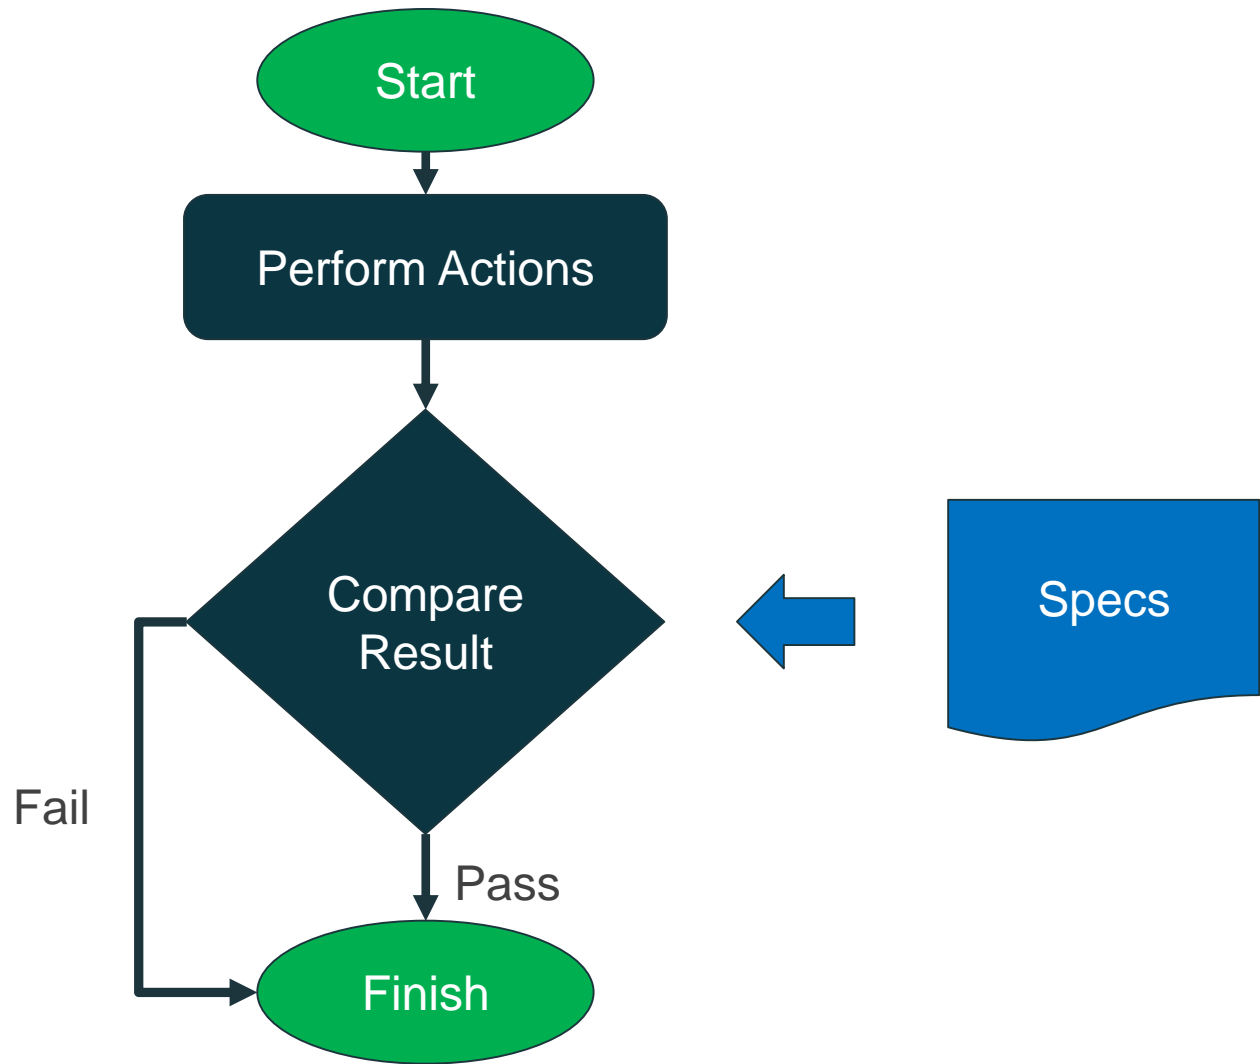 Start
Perform Actions
Compare
Result
Specs
Fail
Pass
Finish